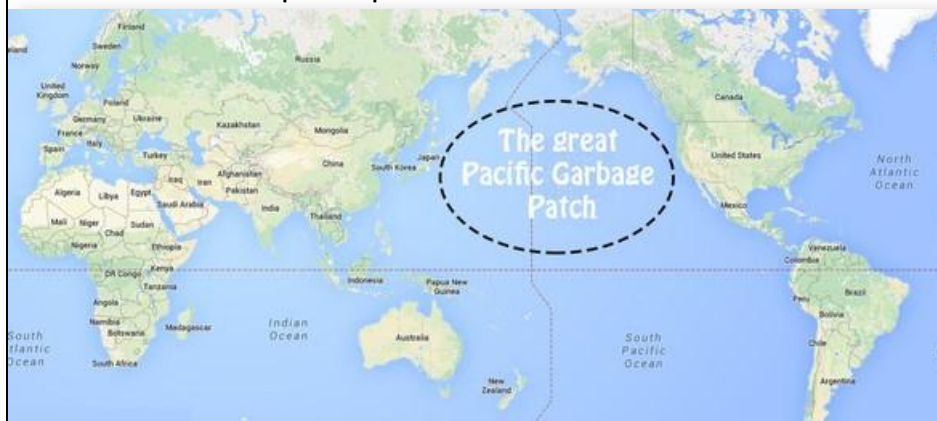 Finland
Sweden
Norway
Russia
United
Kingdom
Poland
Germany
Ukraine
France
Italy
Spain
Turkey
Kazakhstan
Mongolia
Canada
The great
Pacific Garbage
Patch
China
South Korea
Japan
United States
North
Atlantic
Ocean
Iraq
Iran
Afghanistan
Pakistan
Algeria
Libya
Egypt
Saudi Arabia
India
Thailand
Mexico
Mali
Niger
Chad
Sudan
Nigeria
Ethiopia
Venezuela
Colombia
DR Congo
Kenya
Tanzania
Indonesia
Papua New
Guinea
Peru
Brazil
Bolivia
Angola
Namibia
Botswana
Madagascar
Indian
Ocean
Australia
South
Pacific
Ocean
Chile
South
tlantic
Ocean
South Africa
New
Zealand
Argentina